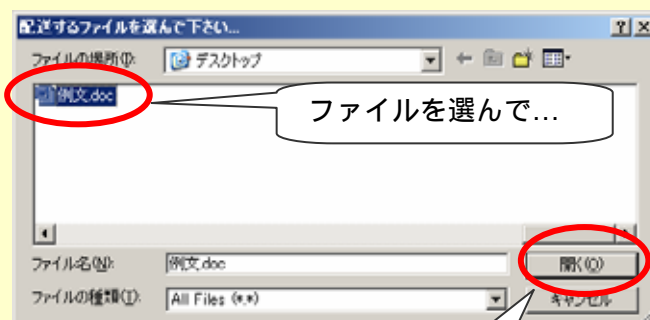 配送するファイルを選んで下さい...
ファイルの場所(I):
デスクトップ
例文.doc
ファイルを選んで...
ファイル名(N):
例文.doc
開く(O)
ファイルの種類(T):
All Files (*.*)
キャンセル